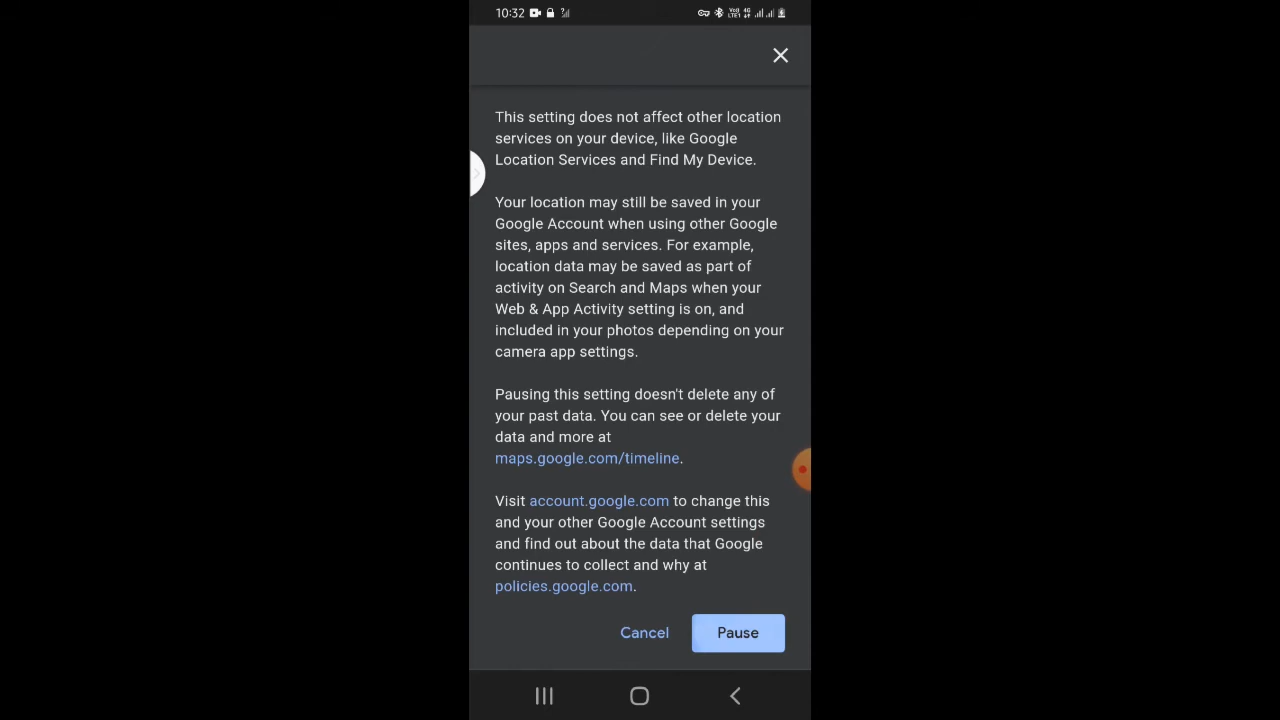 10:32
VoLTE1 4G
This setting does not affect other location
services on your device, like Google
Location Services and Find My Device.
Your location may still be saved in your
Google Account when using other Google
sites, apps and services. For example,
location data may be saved as part of
activity on Search and Maps when your
Web & App Activity setting is on, and
included in your photos depending on your
camera app settings.
Pausing this setting doesn't delete any of
your past data. You can see or delete your
data and more at
maps.google.com/timeline.
Visit account.google.com to change this
and your other Google Account settings
and find out about the data that Google
continues to collect and why at
policies.google.com.
Cancel Pause